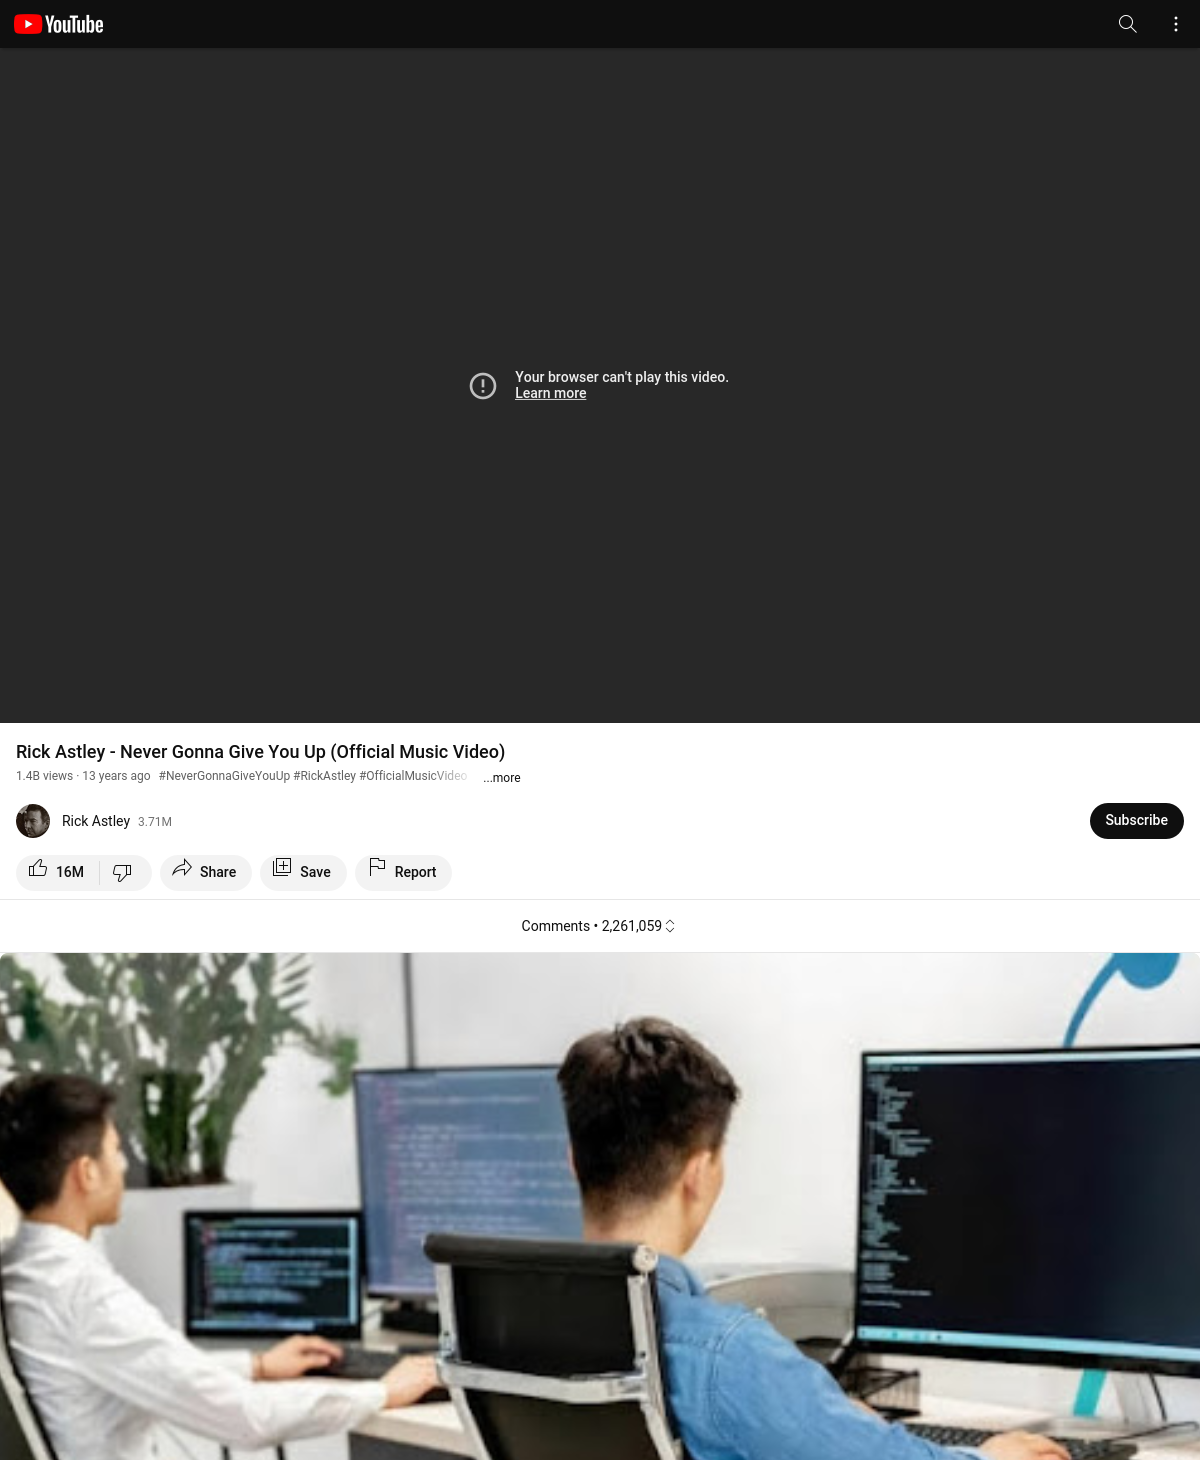 YouTube
Your browser can't play this video.
Learn more
Rick Astley - Never Gonna Give You Up (Official Music Video)
1.4B views · 13 years ago #NeverGonnaGiveYouUp #RickAstley #OfficialMusicVideo ...more
Rick Astley 3.71M
Subscribe
16M
Share
Save
Report
Comments • 2,261,059